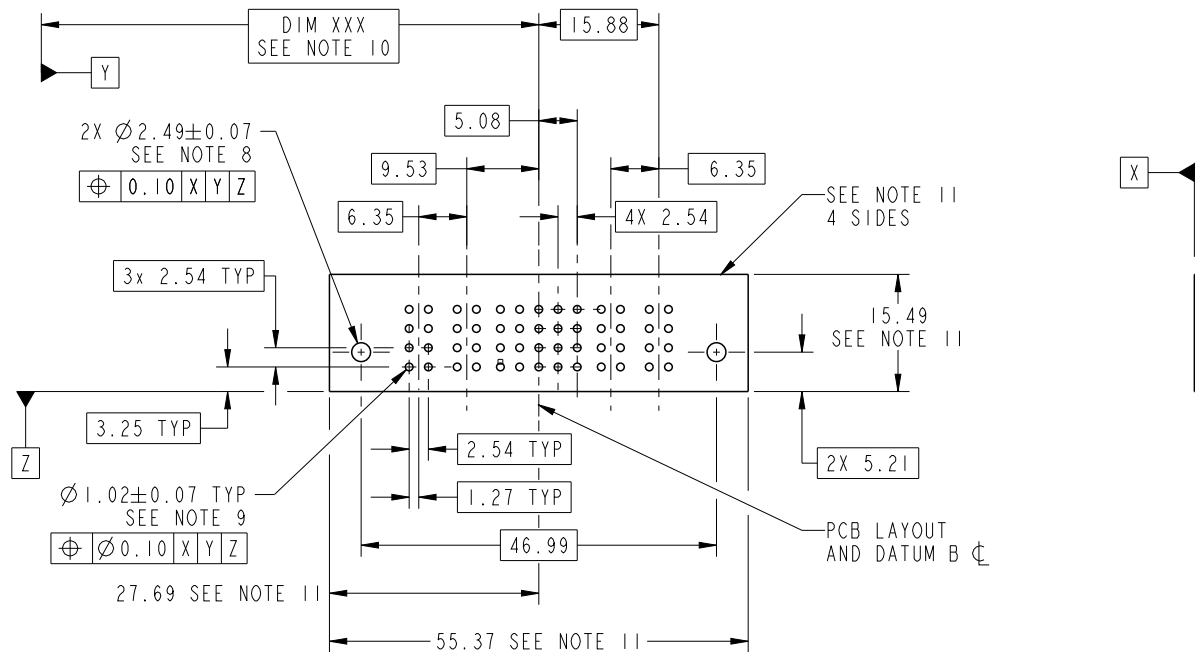 DIM XXX
SEE NOTE 10
15.88
Y
5.08
2X Ø2.49±0.07
SEE NOTE 8
⌖ 0.10 X Y Z
9.53
6.35
X
6.35
4X 2.54
SEE NOTE 11
4 SIDES
3x 2.54 TYP
15.49
SEE NOTE 11
3.25 TYP
Z
2.54 TYP
2X 5.21
Ø1.02±0.07 TYP
SEE NOTE 9
1.27 TYP
⌖ Ø0.10 X Y Z
46.99
PCB LAYOUT
AND DATUM B ℄
27.69 SEE NOTE 11
55.37 SEE NOTE 11